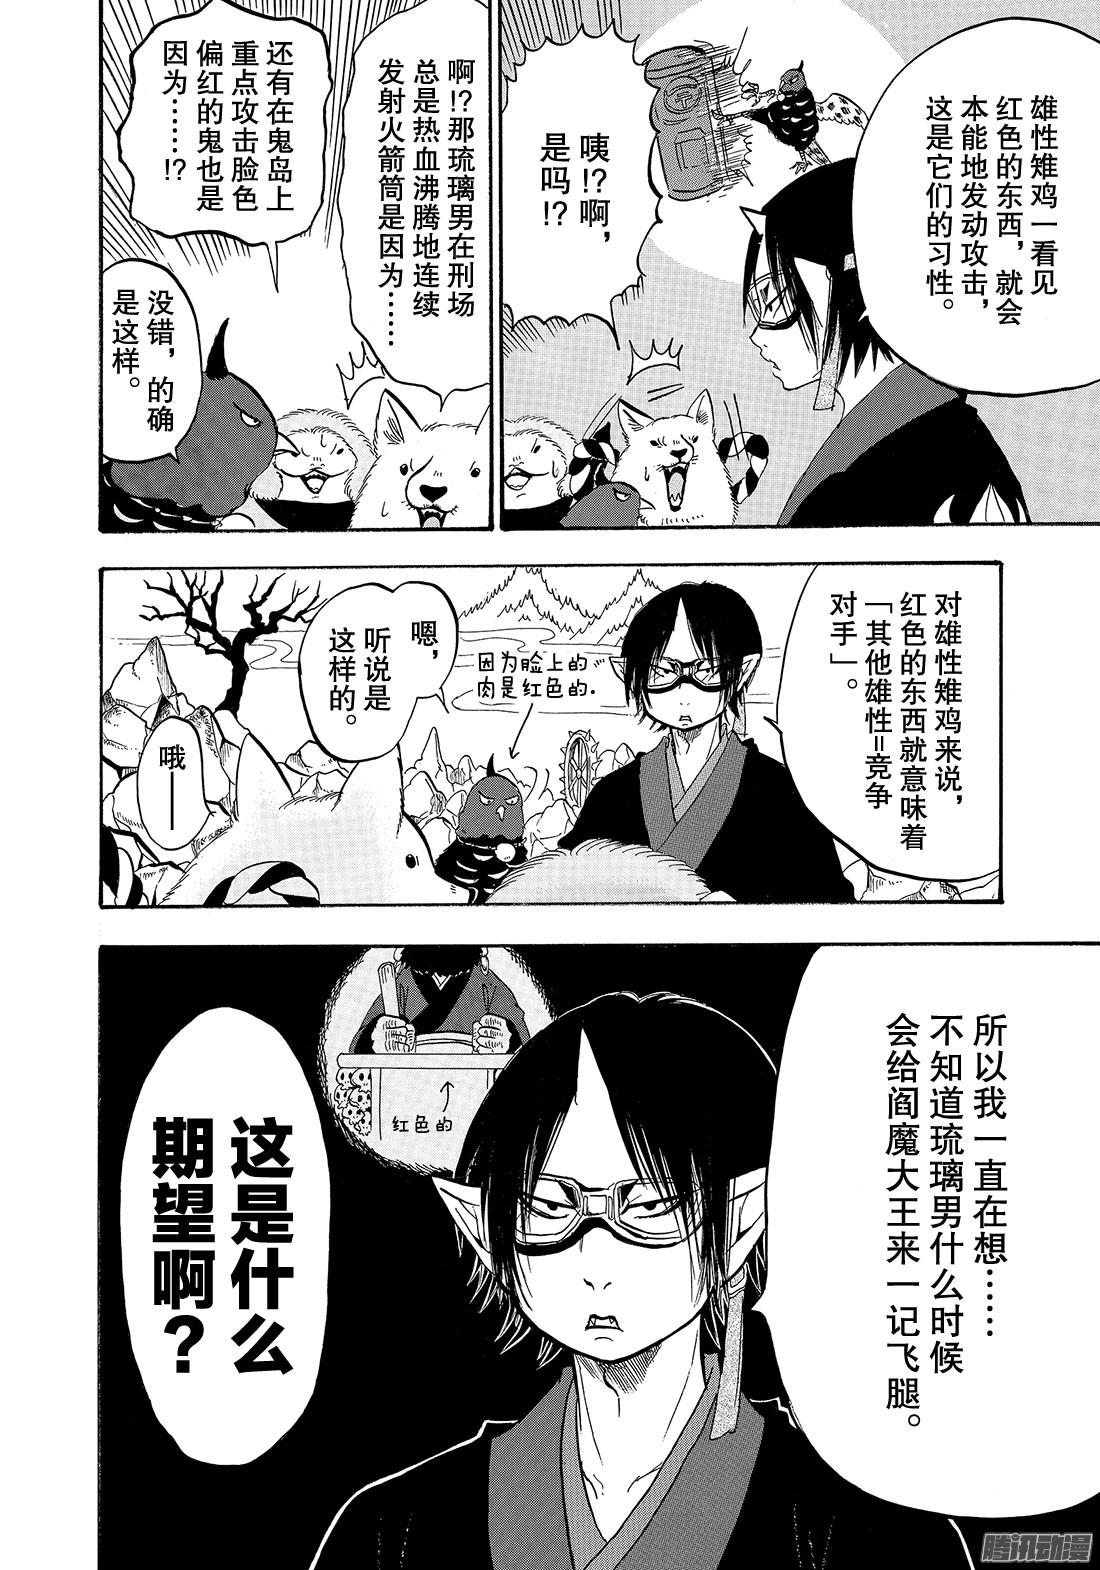 雄性雉鸡一看见
红色的东西，就会
本能地发动攻击，
这是它们的习性。
咦!?啊，
是吗!?
啊!?那琉璃男在刑场
总是热血沸腾地连续
发射火箭筒是因为……
还有在鬼岛上
重点攻击脸色
偏红的鬼也是
因为……!?
没错，的确
是这样。
对雄性雉鸡来说，
红色的东西就意味着
「其他雄性=竞争
对手」。
因为脸上的
肉是红色的.
嗯，
听说是
这样的。
哦——
所以我一直在想……
不知道琉璃男什么时候
会给阎魔大王来一记飞腿。
红色的
这是什么
期望啊？
腾讯动漫